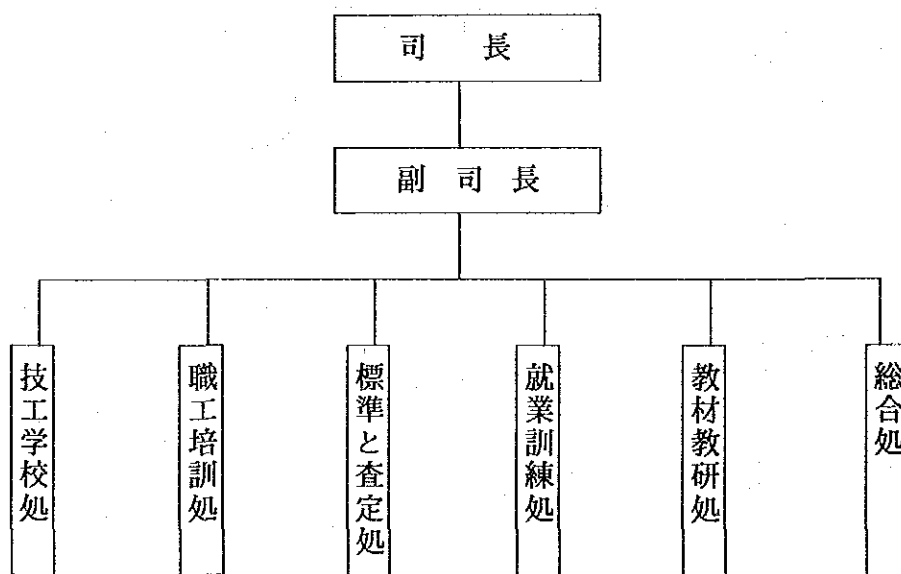 司長
副司長
技工学校処
職工培訓処
標準と査定処
就業訓練処
教材教研処
総合処